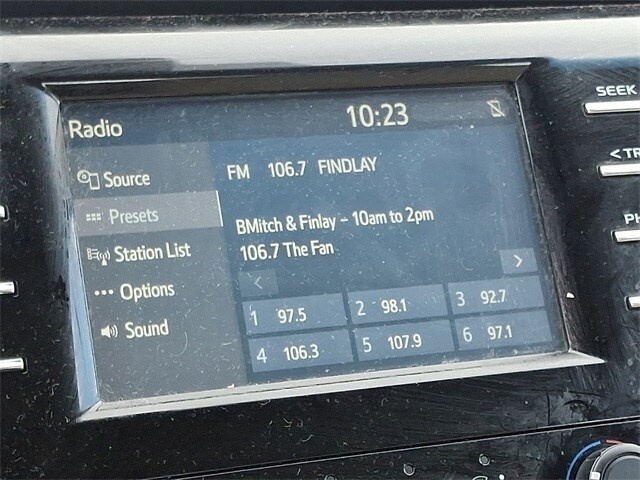 Radio
10:23
Source
FM 106.7 FINDLAY
Presets
BMitch & Finlay – 10am to 2pm
106.7 The Fan
Station List
Options
Sound
<
>
1 97.5
2 98.1
3 92.7
4 106.3
5 107.9
6 97.1
SEEK
< TR
PH